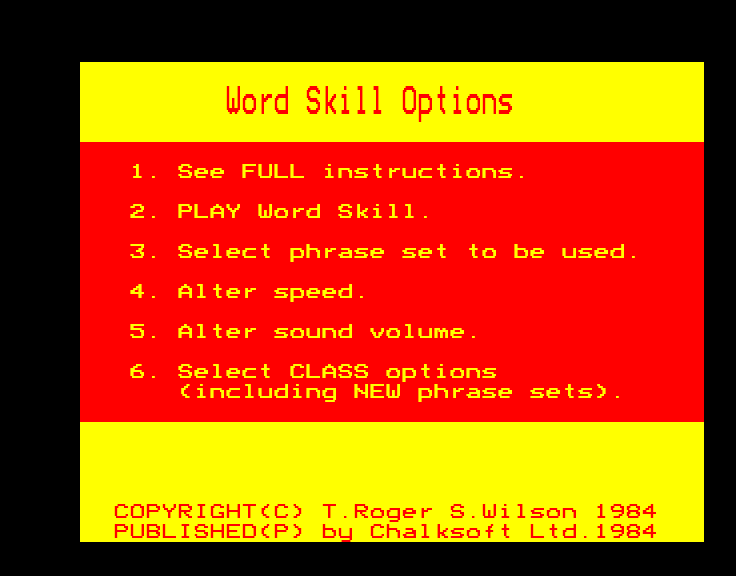 Word Skill Options
1. See FULL instructions.
2. PLAY Word Skill.
3. Select phrase set to be used.
4. Alter speed.
5. Alter sound volume.
6. Select CLASS options
(including NEW phrase sets).
COPYRIGHT(C) T.Roger S.Wilson 1984
PUBLISHED(P) by Chalksoft Ltd.1984